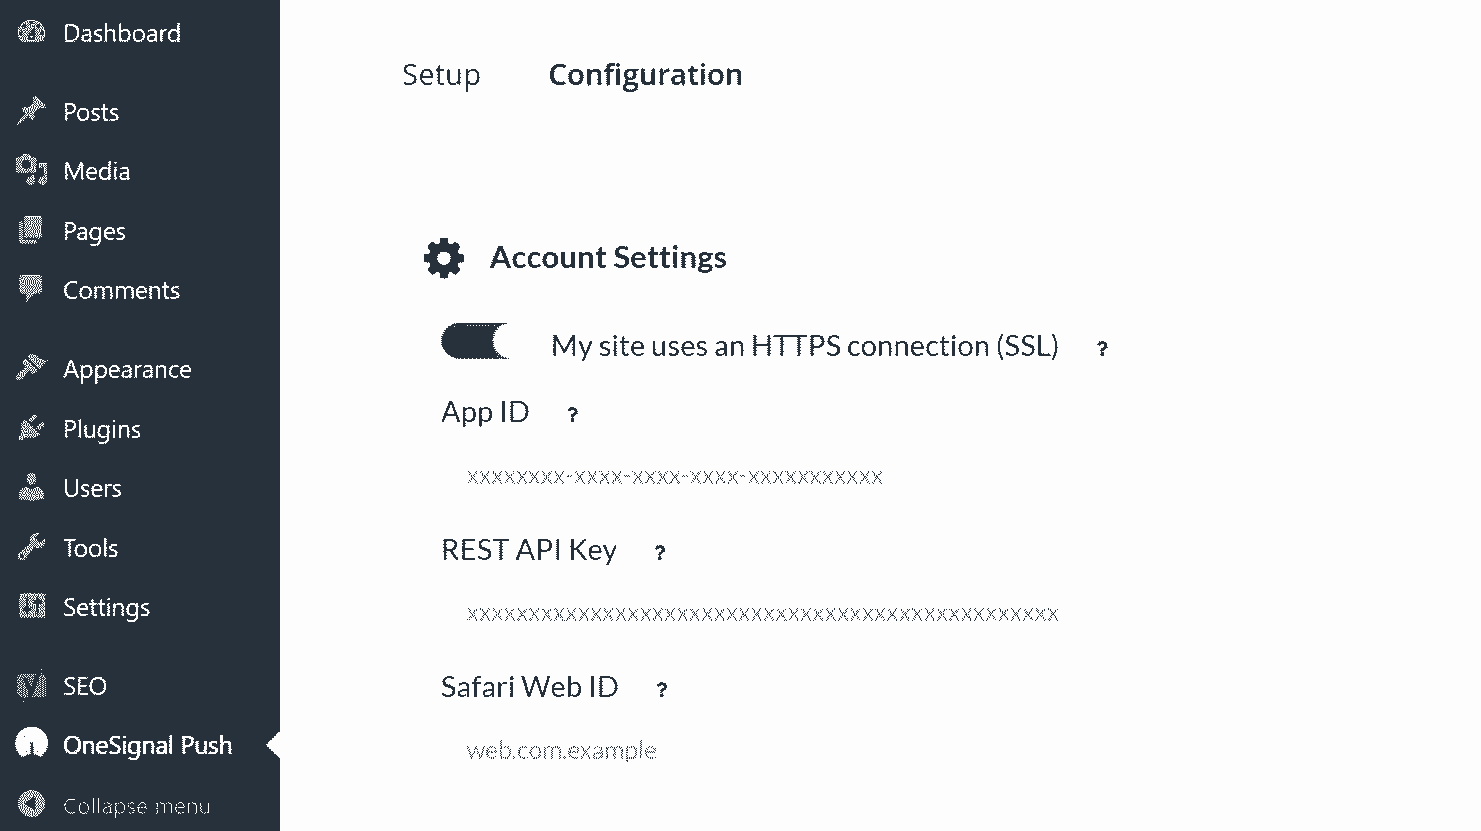 Dashboard
Posts
Media
Pages
Comments
Appearance
Plugins
Users
Tools
Settings
SEO
OneSignal Push
Collapse menu
Setup Configuration
Account Settings
My site uses an HTTPS connection (SSL) ?
App ID ?
xxxxxxxx-xxxx-xxxx-xxxx-xxxxxxxxxxx
REST API Key ?
xxxxxxxxxxxxxxxxxxxxxxxxxxxxxxxxxxxxxxxxxxxxxxxx
Safari Web ID ?
web.com.example